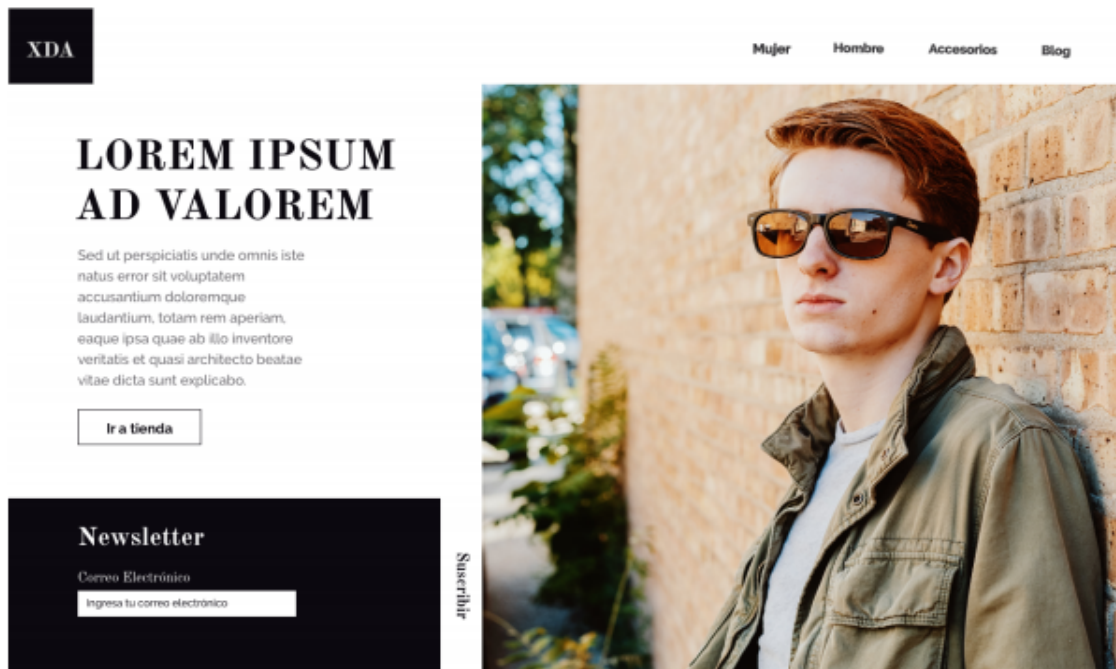 XDA
Mujer Hombre Accesorios Blog
LOREM IPSUM
AD VALOREM
Sed ut perspiciatis unde omnis iste
natus error sit voluptatem
accusantium doloremque
laudantium, totam rem aperiam,
eaque ipsa quae ab illo inventore
veritatis et quasi architecto beatae
vitae dicta sunt explicabo.
Ir a tienda
Newsletter
Correo Electrónico
Ingresa tu correo electrónico
Suscribir